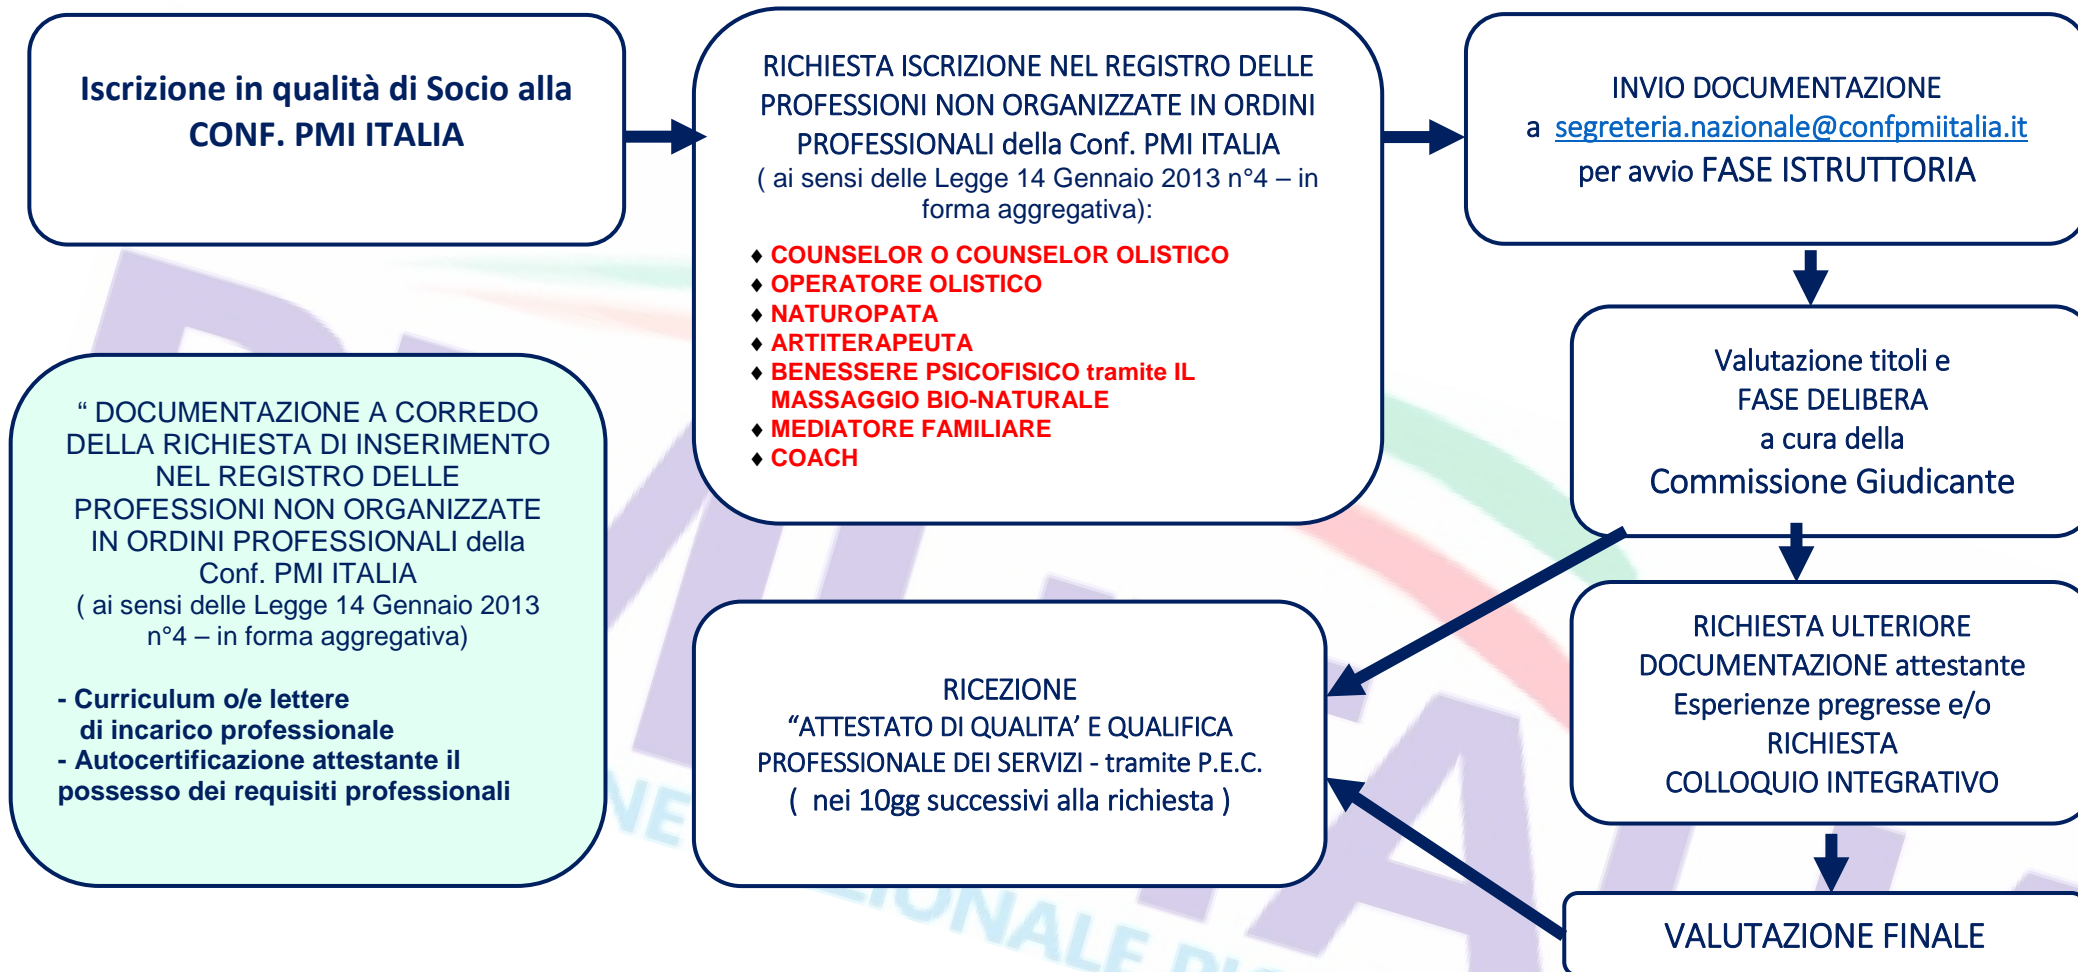 Iscrizione in qualità di Socio alla
CONF. PMI ITALIA
RICHIESTA ISCRIZIONE NEL REGISTRO DELLE
PROFESSIONI NON ORGANIZZATE IN ORDINI
PROFESSIONALI della Conf. PMI ITALIA
( ai sensi delle Legge 14 Gennaio 2013 n°4 – in
forma aggregativa):
♦ COUNSELOR O COUNSELOR OLISTICO
♦ OPERATORE OLISTICO
♦ NATUROPATA
♦ ARTITERAPEUTA
♦ BENESSERE PSICOFISICO tramite IL
MASSAGGIO BIO-NATURALE
♦ MEDIATORE FAMILIARE
♦ COACH
INVIO DOCUMENTAZIONE
a segreteria.nazionale@confpmiitalia.it
per avvio FASE ISTRUTTORIA
Valutazione titoli e
FASE DELIBERA
a cura della
Commissione Giudicante
“ DOCUMENTAZIONE A CORREDO
DELLA RICHIESTA DI INSERIMENTO
NEL REGISTRO DELLE
PROFESSIONI NON ORGANIZZATE
IN ORDINI PROFESSIONALI della
Conf. PMI ITALIA
( ai sensi delle Legge 14 Gennaio 2013
n°4 – in forma aggregativa)
- Curriculum o/e lettere
di incarico professionale
- Autocertificazione attestante il
possesso dei requisiti professionali
RICEZIONE
“ATTESTATO DI QUALITA’ E QUALIFICA
PROFESSIONALE DEI SERVIZI - tramite P.E.C.
( nei 10gg successivi alla richiesta )
RICHIESTA ULTERIORE
DOCUMENTAZIONE attestante
Esperienze pregresse e/o
RICHIESTA
COLLOQUIO INTEGRATIVO
VALUTAZIONE FINALE